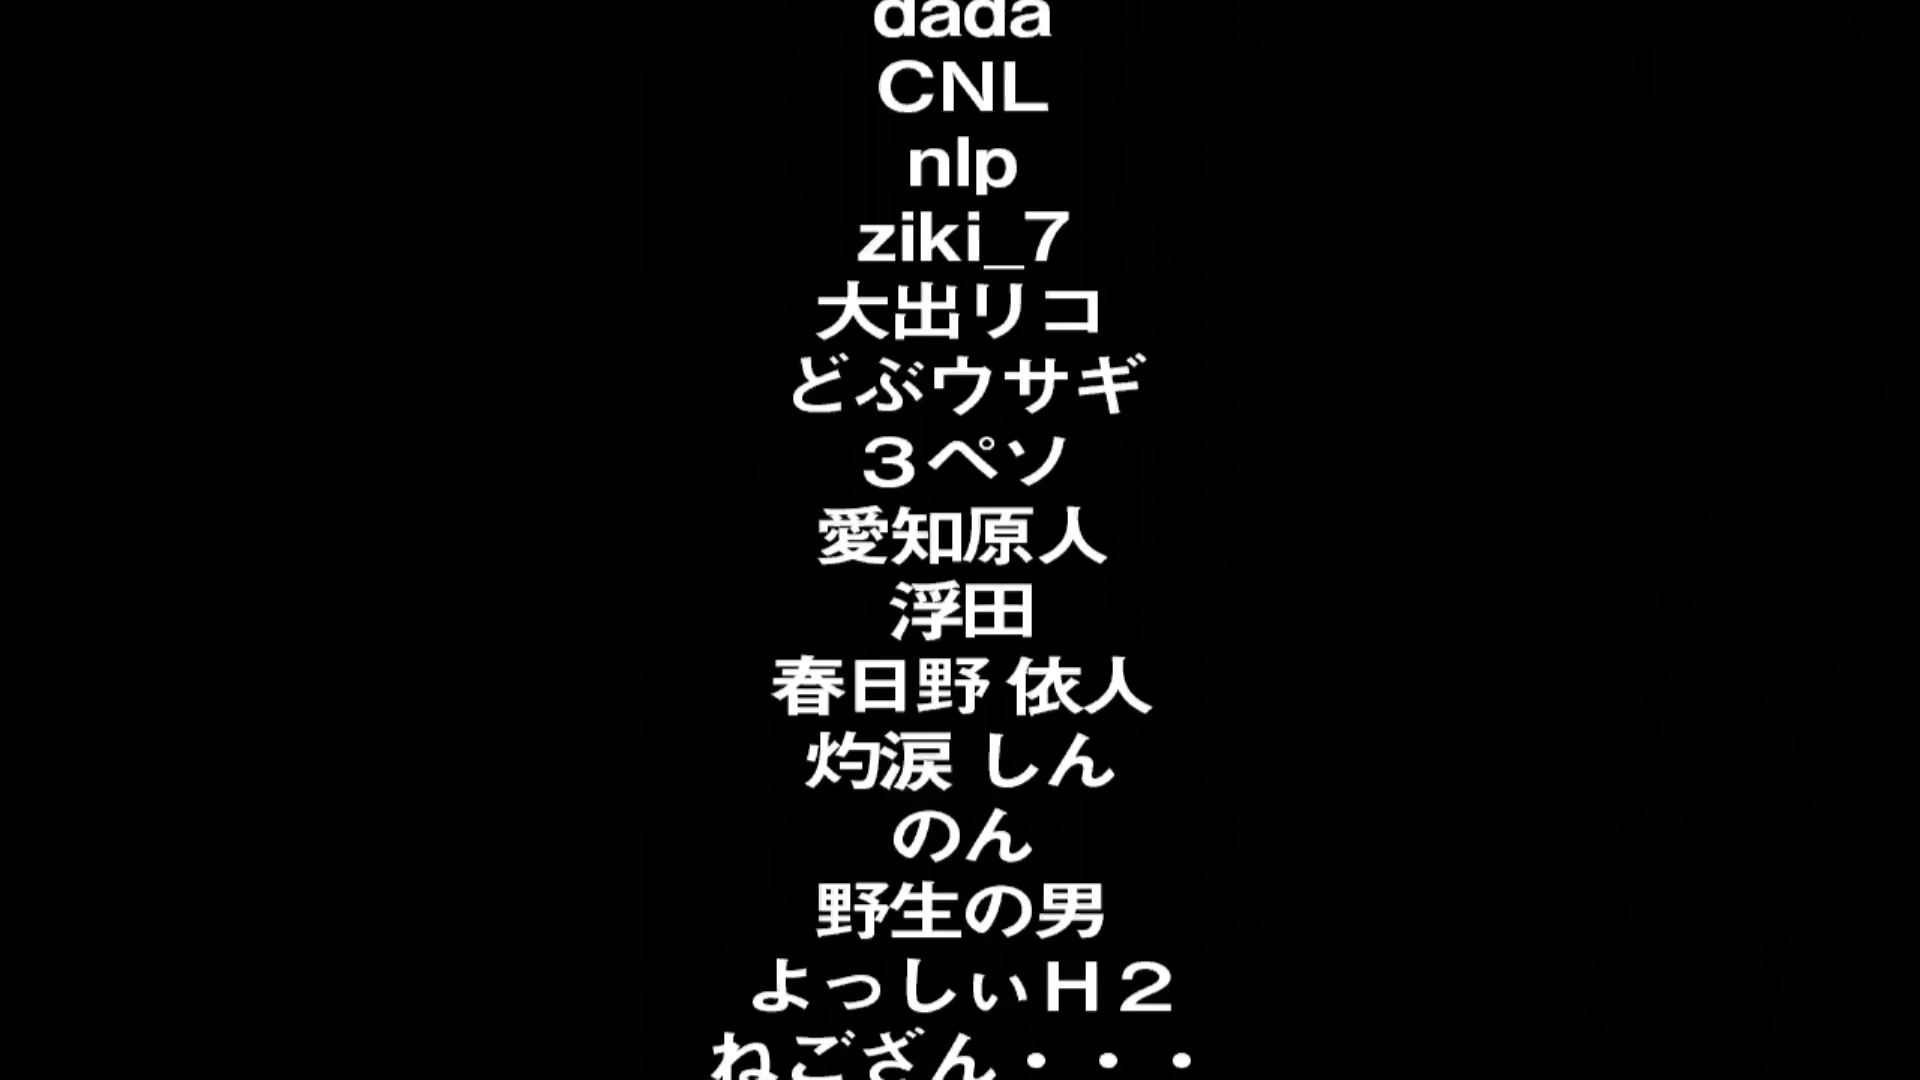 dada
CNL
nlp
ziki_7
大出リコ
どぶウサギ
３ペソ
愛知原人
浮田
春日野 依人
灼涙 しん
のん
野生の男
よっしぃＨ２
ねござん・・・